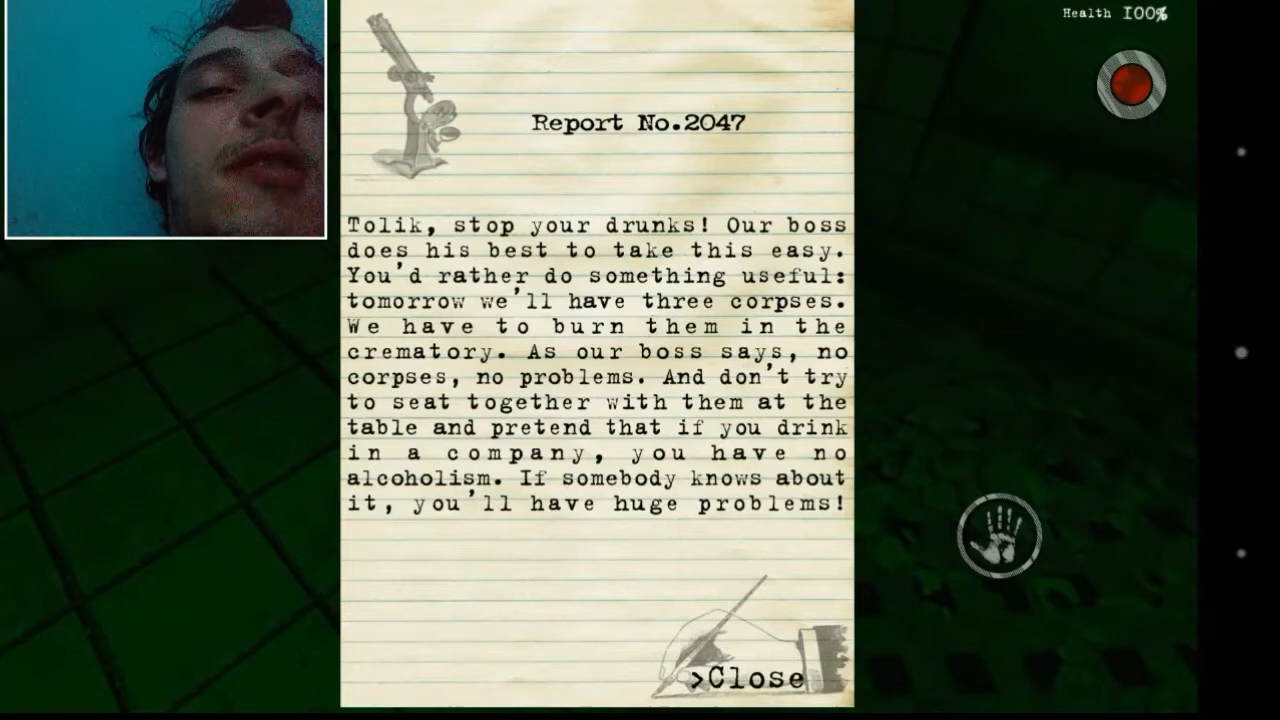 Health 100%
Report No.2047
Tolik, stop your drunks! Our boss
does his best to take this easy.
You'd rather do something useful:
tomorrow we'll have three corpses.
We have to burn them in the
crematory. As our boss says, no
corpses, no problems. And don't try
to seat together with them at the
table and pretend that if you drink
in a company, you have no
alcoholism. If somebody knows about
it, you'll have huge problems!
>Close